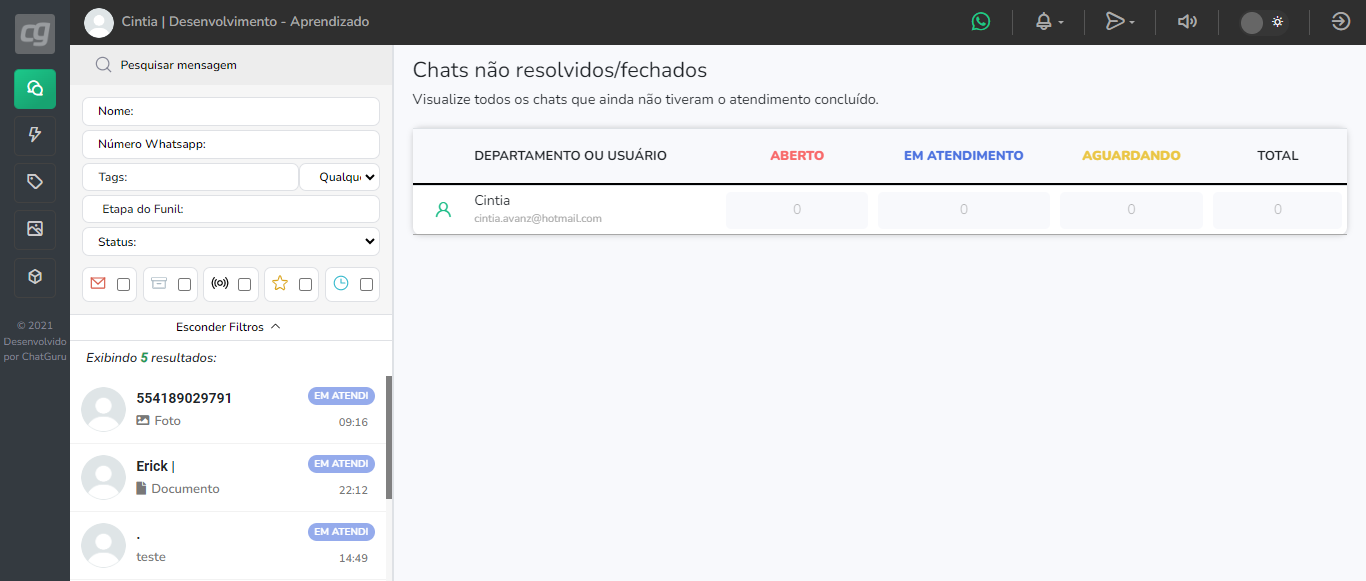 cg
Cintia | Desenvolvimento - Aprendizado
Pesquisar mensagem
Nome:
Número Whatsapp:
Tags:
Qualqu
Etapa do Funil:
Status:
Esconder Filtros
Exibindo 5 resultados:
554189029791
EM ATENDI
Foto
09:16
Erick |
EM ATENDI
Documento
22:12
.
EM ATENDI
teste
14:49
© 2021
Desenvolvido
por ChatGuru
Chats não resolvidos/fechados
Visualize todos os chats que ainda não tiveram o atendimento concluído.
DEPARTAMENTO OU USUÁRIO ABERTO EM ATENDIMENTO AGUARDANDO TOTAL
Cintia
cintia.avanz@hotmail.com
0 0 0 0